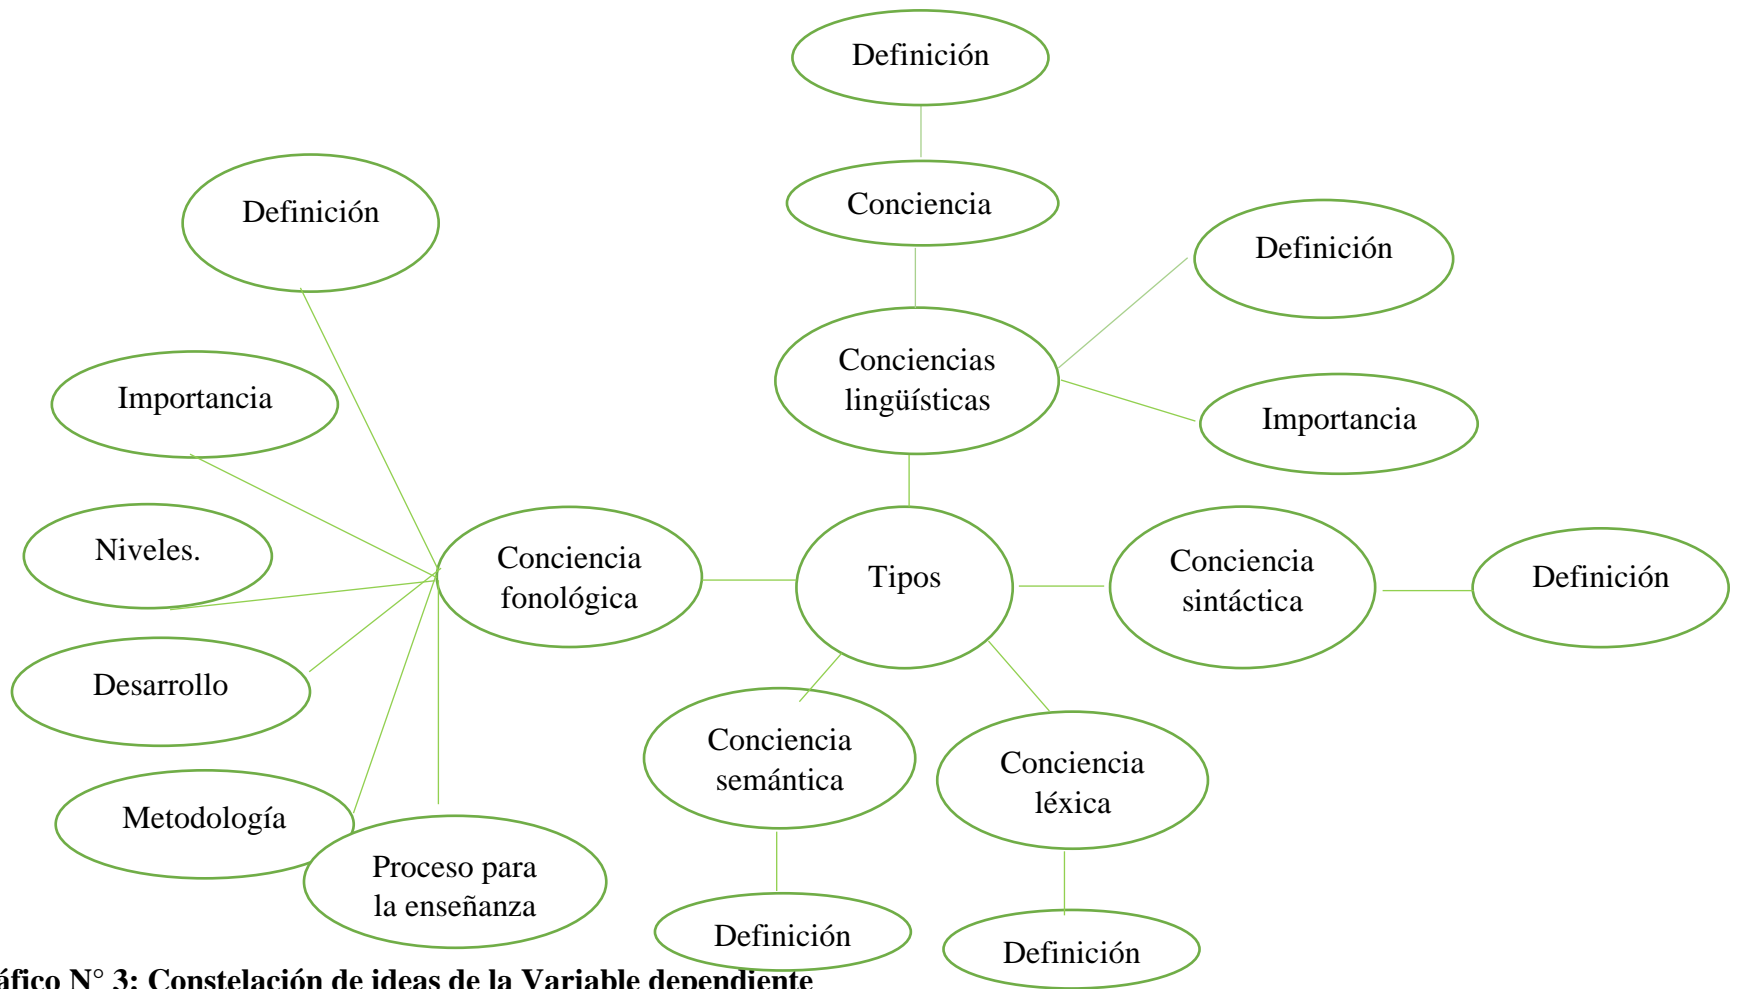 Definición
Conciencia
Definición
Definición
Conciencias
lingüísticas
Importancia
Importancia
Niveles.
Conciencia
fonológica
Tipos
Conciencia
sintáctica
Definición
Desarrollo
Conciencia
semántica
Conciencia
léxica
Metodología
Proceso para
la enseñanza
Definición
Definición
áfico N° 3: Constelación de ideas de la Variable dependiente